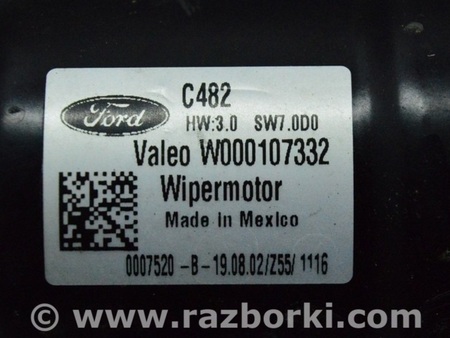 Ford
C482
HW:3.0 SW7.0D0
Valeo W000107332
Wipermotor
Made in Mexico
0007520 -B- 19.08.02/Z55/ 1116
© www.razborki.com